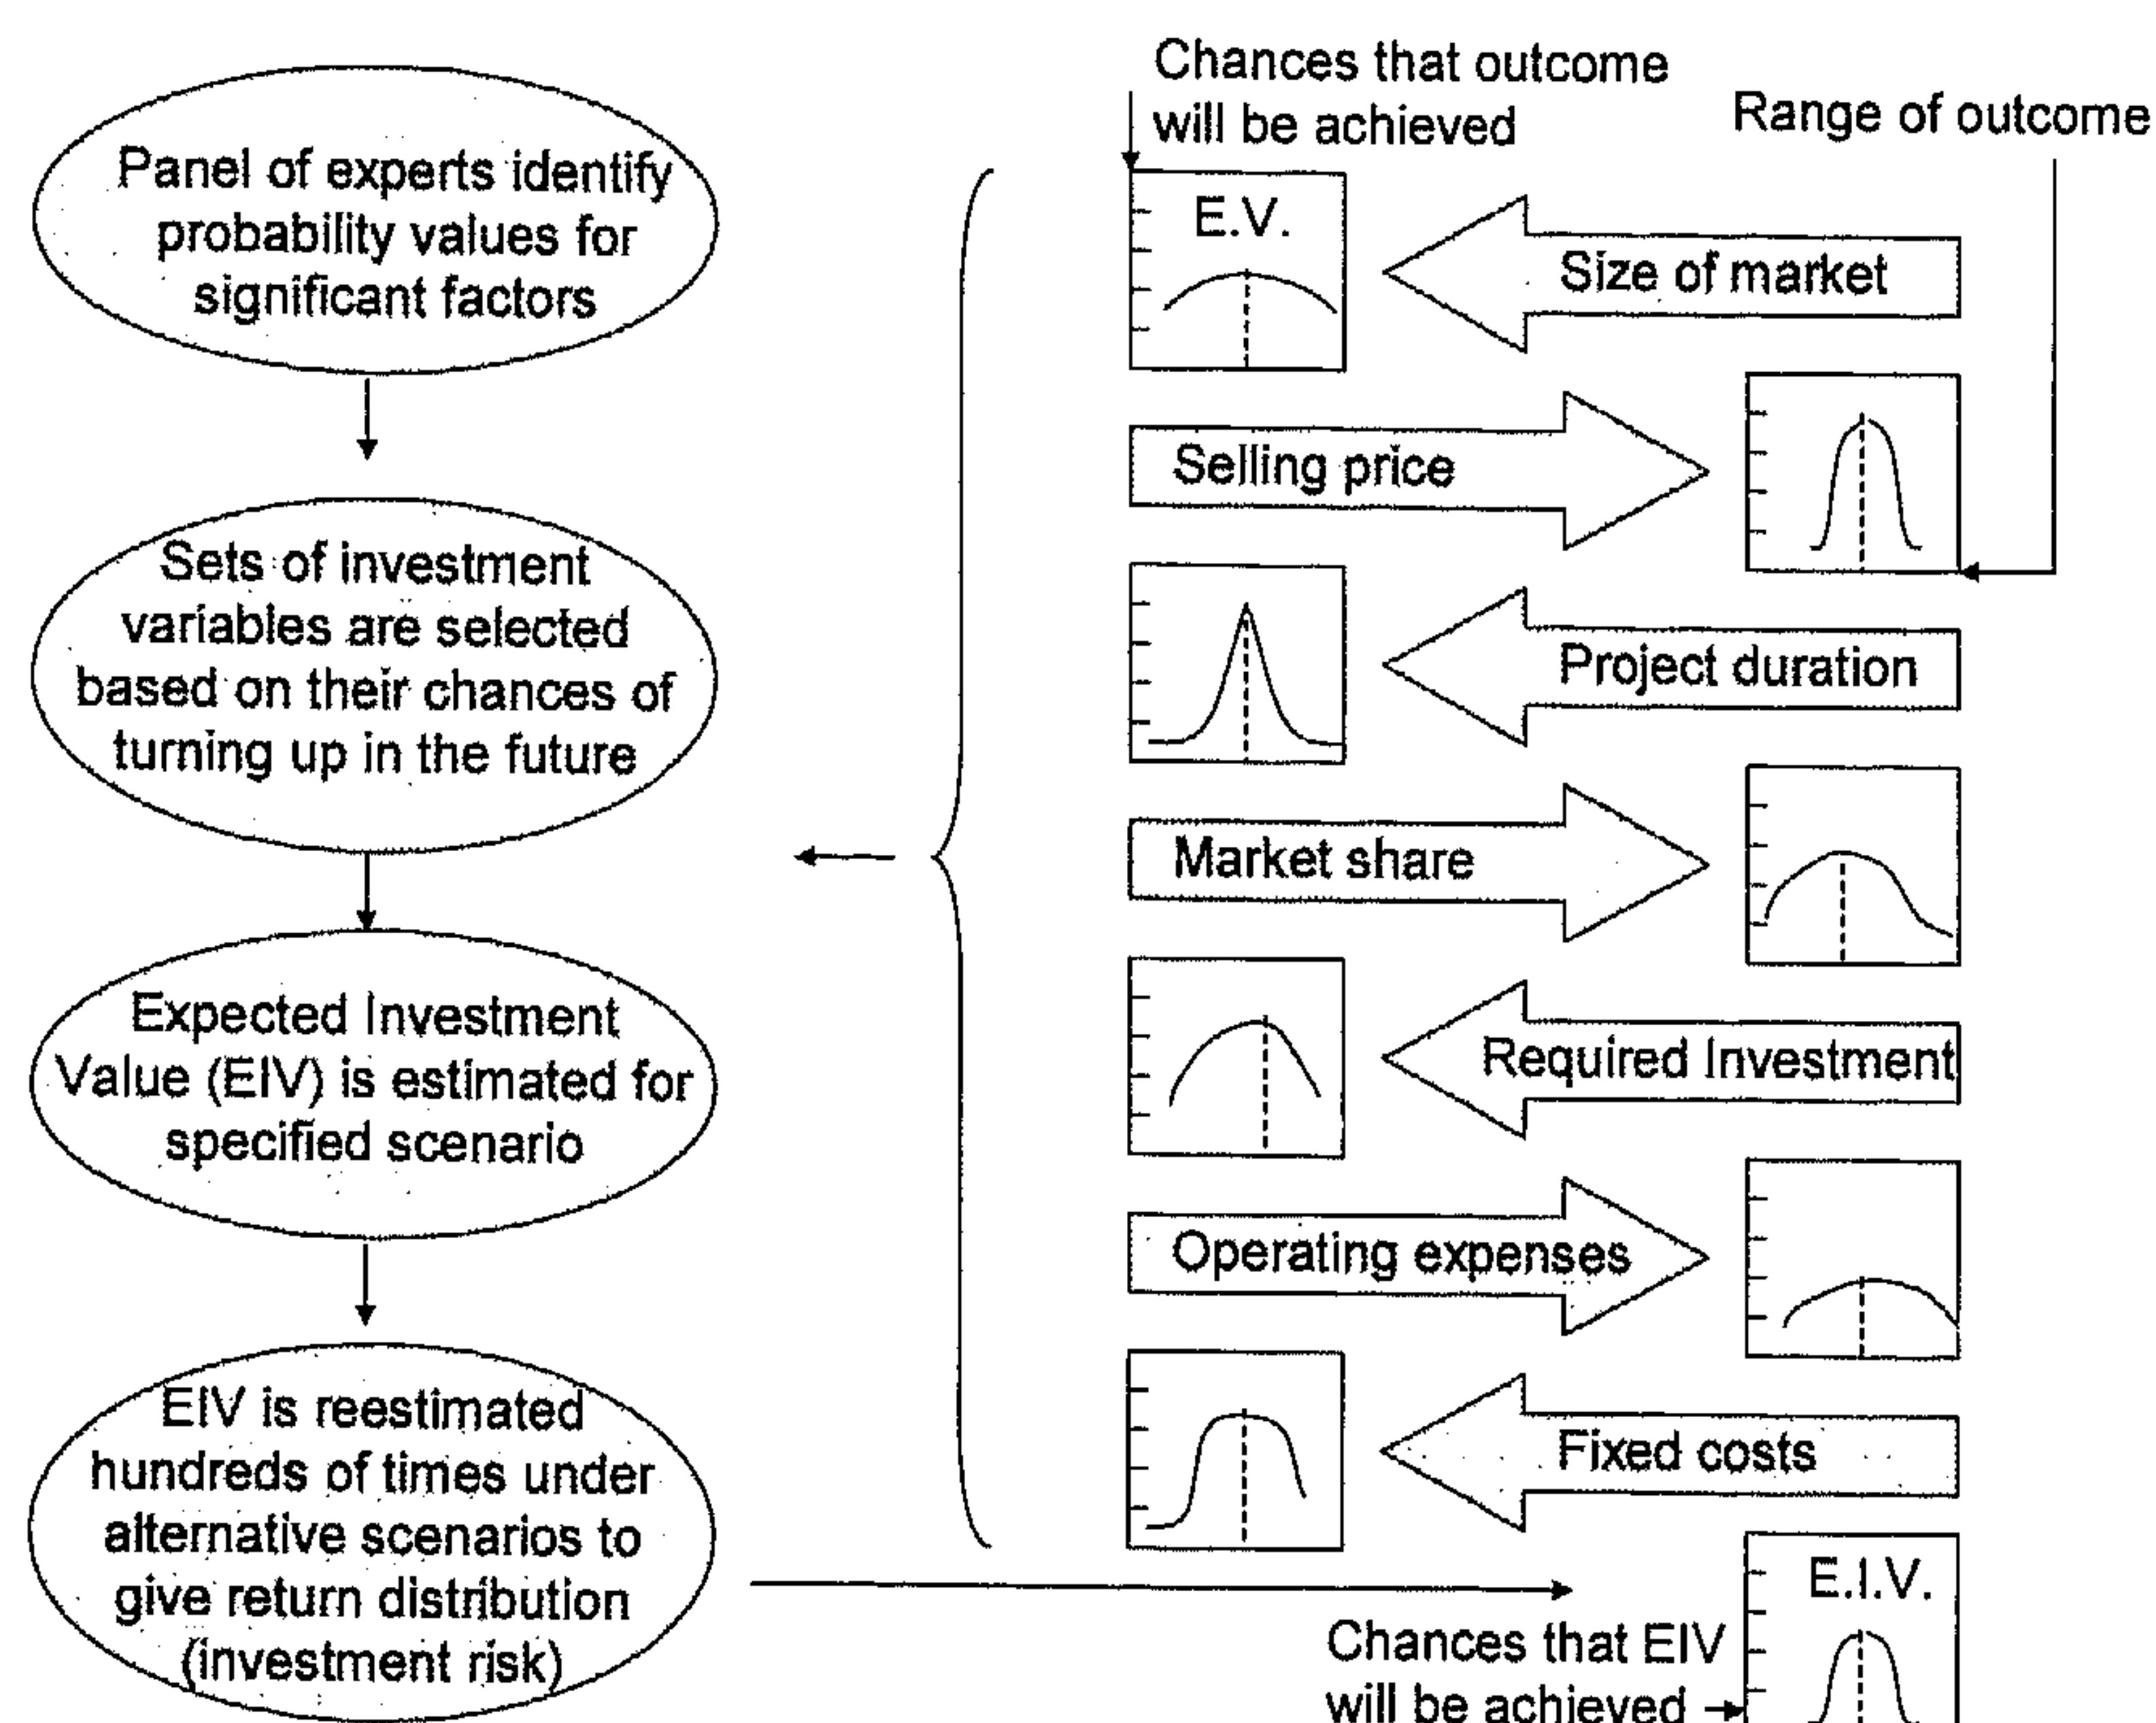 Panel of experts identify
probability values for
significant factors
Sets of investment
variables are selected
based on their chances of
turning up in the future
Expected Investment
Value (EIV) is estimated for
specified scenario
EIV is reestimated
hundreds of times under
alternative scenarios to
give return distribution
(investment risk)
Chances that outcome
will be achieved
Range of outcome
E.V.
Size of market
Selling price
Project duration
Market share
Required Investment
Operating expenses
Fixed costs
E.I.V.
Chances that EIV
will be achieved